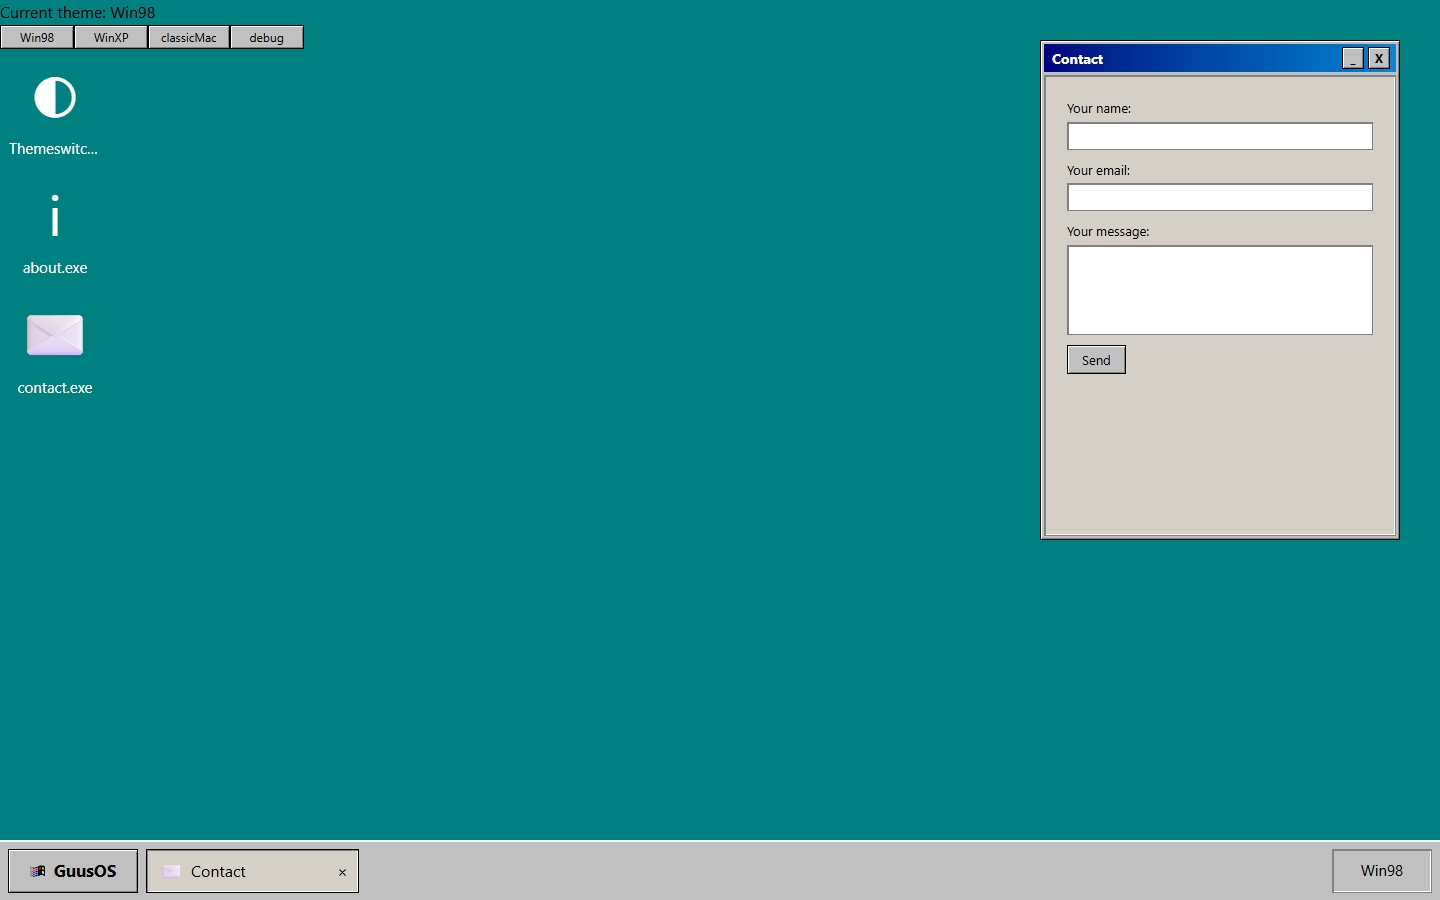 Current theme: Win98
Win98 WinXP classicMac debug
Themeswitc...
about.exe
contact.exe
Contact _ X
Your name:
Your email:
Your message:
Send
GuusOS Contact × Win98